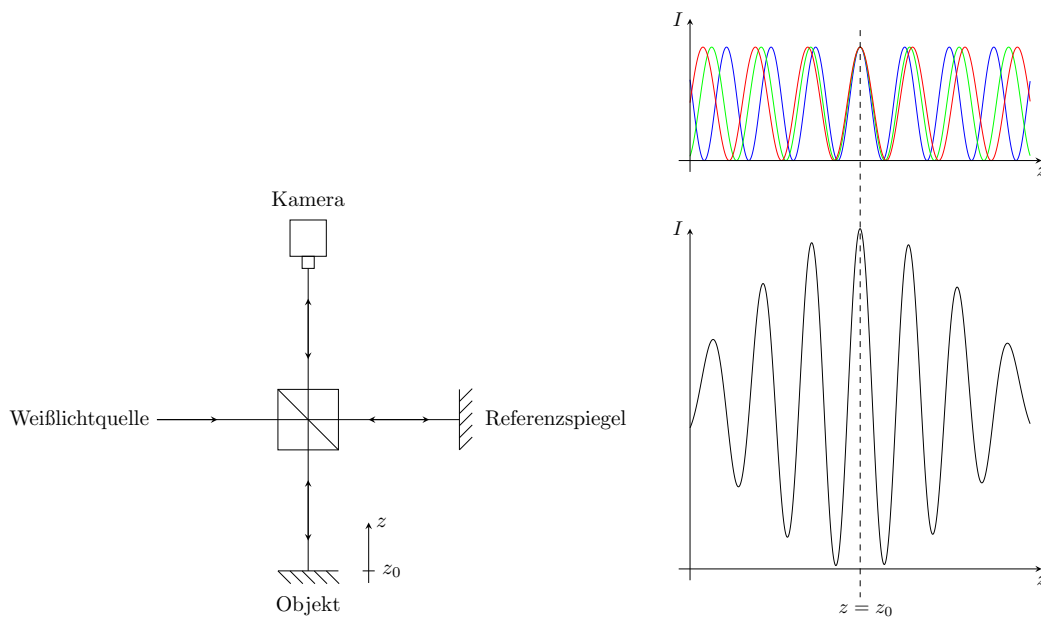 Kamera
Weißlichtquelle
Referenzspiegel
z
z₀
Objekt
I
z
I
z
z = z₀